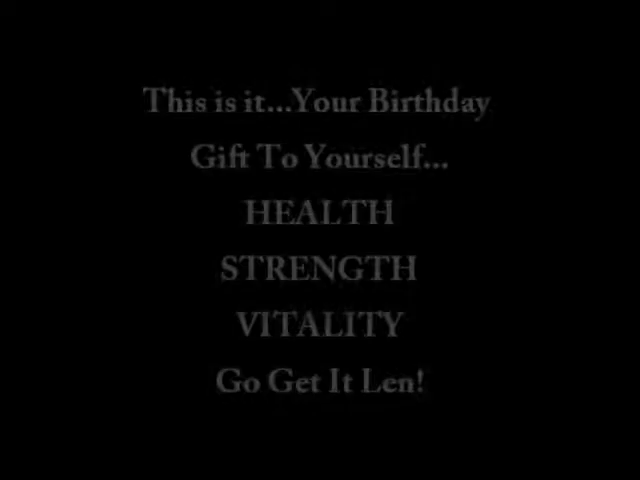 This is it...Your Birthday
Gift To Yourself...
HEALTH
STRENGTH
VITALITY
Go Get It Len!